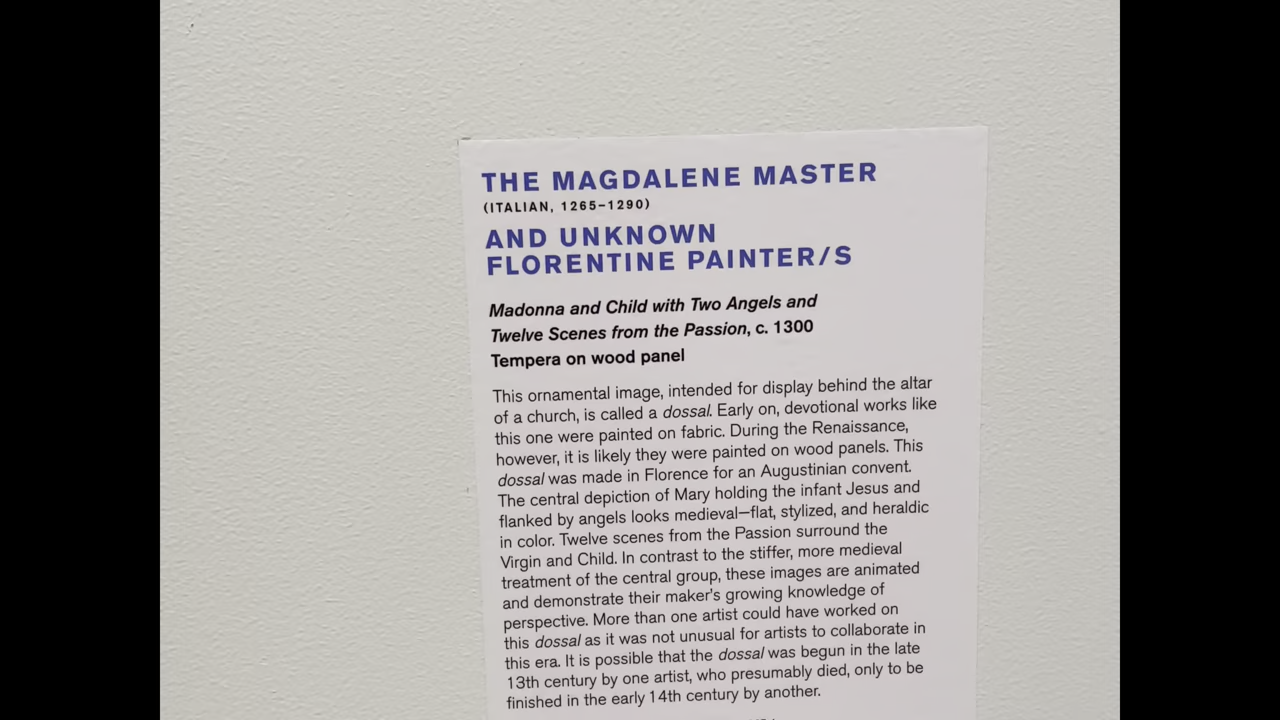 THE MAGDALENE MASTER
(ITALIAN, 1265–1290)
AND UNKNOWN
FLORENTINE PAINTER/S
Madonna and Child with Two Angels and
Twelve Scenes from the Passion, c. 1300
Tempera on wood panel
This ornamental image, intended for display behind the altar
of a church, is called a dossal. Early on, devotional works like
this one were painted on fabric. During the Renaissance,
however, it is likely they were painted on wood panels. This
dossal was made in Florence for an Augustinian convent.
The central depiction of Mary holding the infant Jesus and
flanked by angels looks medieval—flat, stylized, and heraldic
in color. Twelve scenes from the Passion surround the
Virgin and Child. In contrast to the stiffer, more medieval
treatment of the central group, these images are animated
and demonstrate their maker's growing knowledge of
perspective. More than one artist could have worked on
this dossal as it was not unusual for artists to collaborate in
this era. It is possible that the dossal was begun in the late
13th century by one artist, who presumably died, only to be
finished in the early 14th century by another.